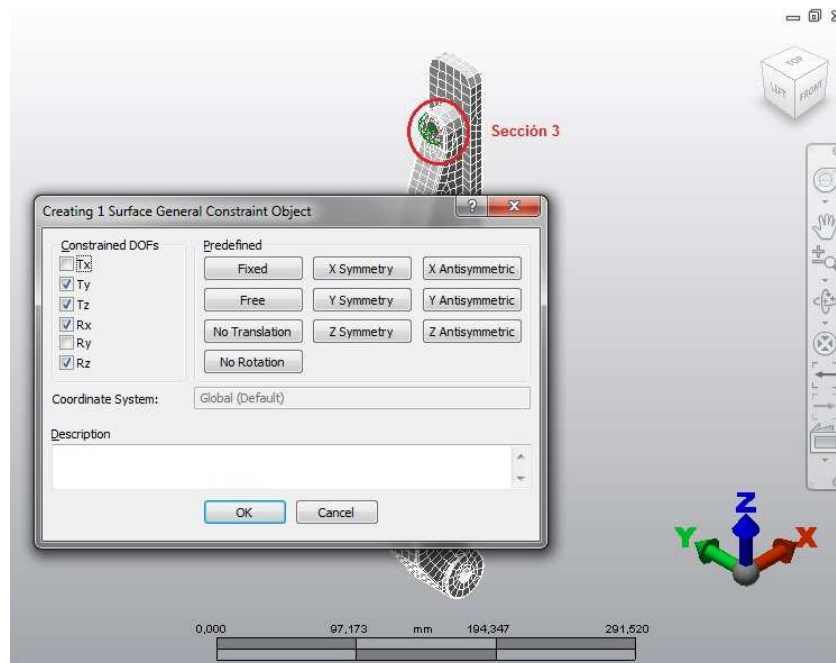 TOP
LEFT
FRONT
Sección 3
Creating 1 Surface General Constraint Object
?
Constrained DOFs
Tx
Ty
Tz
Rx
Ry
Rz
Predefined
Fixed X Symmetry X Antisymmetric
Free Y Symmetry Y Antisymmetric
No Translation Z Symmetry Z Antisymmetric
No Rotation
Coordinate System: Global (Default)
Description
OK Cancel
Z
Y X
0,000 97,173 mm 194,347 291,520